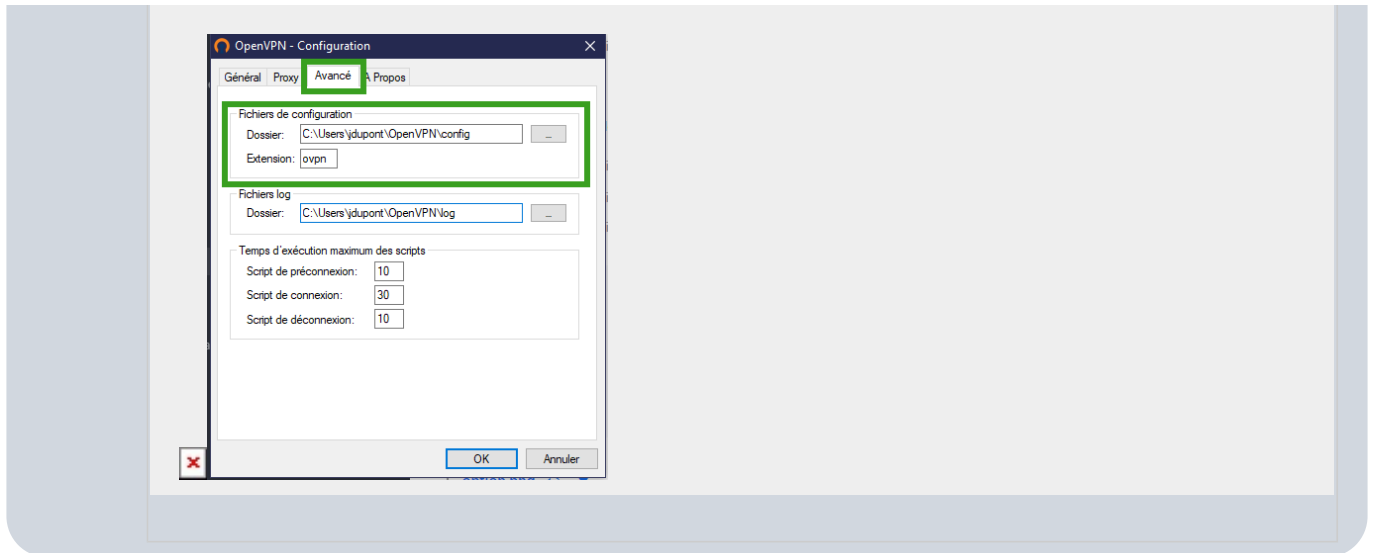 OpenVPN - Configuration
Général Proxy Avancé A Propos
Fichiers de configuration
Dossier: C:\Users\jdupont\OpenVPN\config ...
Extension: ovpn
Fichiers log
Dossier: C:\Users\jdupont\OpenVPN\log ...
Temps d'exécution maximum des scripts
Script de préconnexion: 10
Script de connexion: 30
Script de déconnexion: 10
OK Annuler